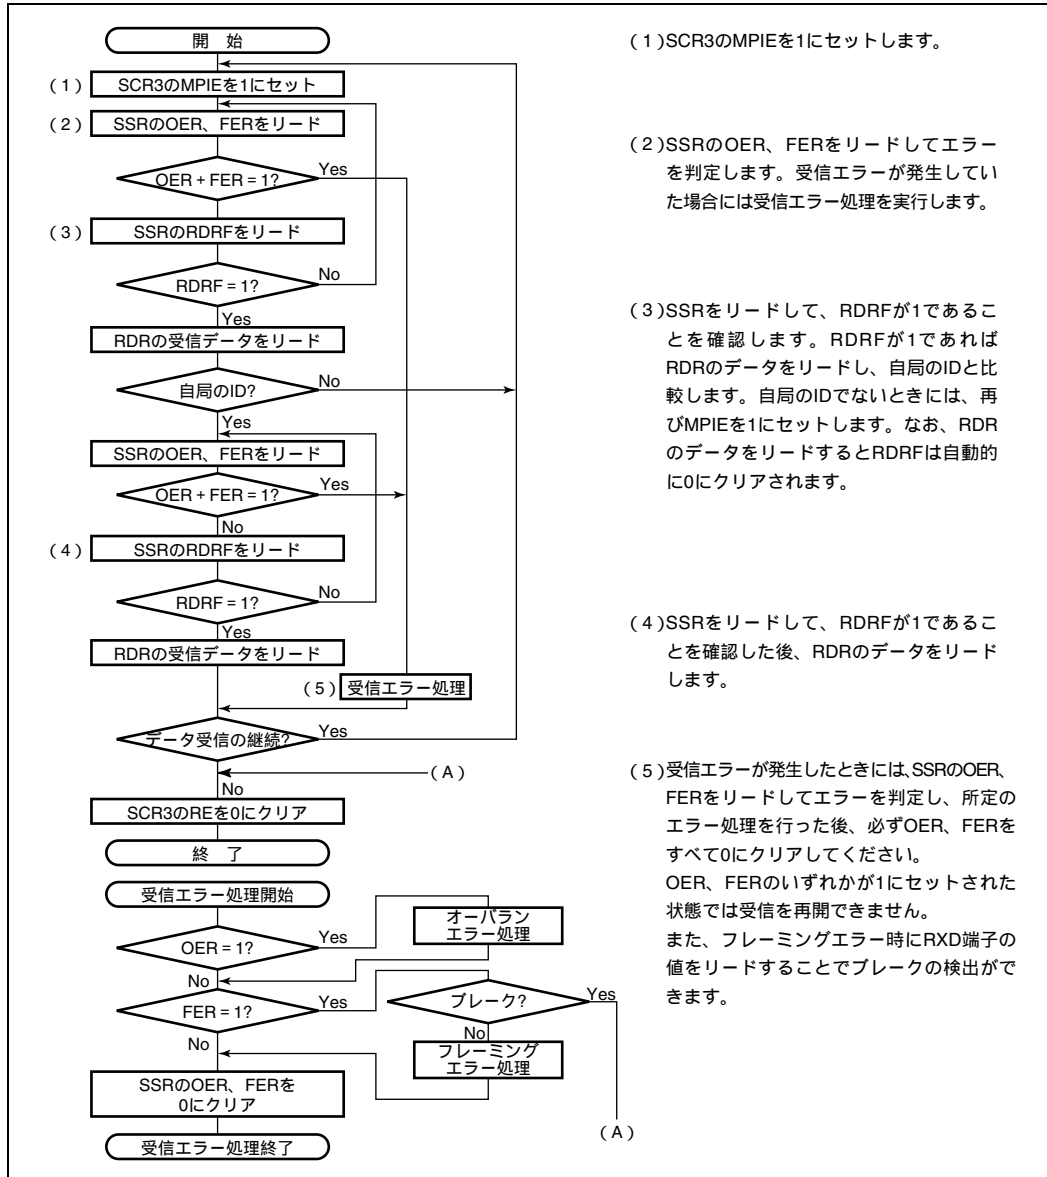 開　始
(1) SCR3のMPIEを1にセット
(2) SSRのOER、FERをリード
OER + FER = 1?
Yes
(3) SSRのRDRFをリード
RDRF = 1?
No
Yes
RDRの受信データをリード
自局のID?
No
Yes
SSRのOER、FERをリード
OER + FER = 1?
Yes
No
(4) SSRのRDRFをリード
RDRF = 1?
No
Yes
RDRの受信データをリード
(5) 受信エラー処理
データ受信の継続?
Yes
(A)
No
SCR3のREを0にクリア
終　了
受信エラー処理開始
OER = 1?
Yes
オーバラン
エラー処理
No
FER = 1?
Yes
ブレーク?
Yes
No
No
フレーミング
エラー処理
SSRのOER、FERを
0にクリア
(A)
受信エラー処理終了
(1)SCR3のMPIEを1にセットします。
(2)SSRのOER、FERをリードしてエラー
を判定します。受信エラーが発生してい
た場合には受信エラー処理を実行します。
(3)SSRをリードして、RDRFが1であるこ
とを確認します。RDRFが1であれば
RDRのデータをリードし、自局のIDと比
較します。自局のIDでないときには、再
びMPIEを1にセットします。なお、RDR
のデータをリードするとRDRFは自動的
に0にクリアされます。
(4)SSRをリードして、RDRFが1であるこ
とを確認した後、RDRのデータをリード
します。
(5)受信エラーが発生したときには、SSRのOER、
FERをリードしてエラーを判定し、所定の
エラー処理を行った後、必ずOER、FERを
すべて0にクリアしてください。
OER、FERのいずれかが1にセットされた
状態では受信を再開できません。
また、フレーミングエラー時にRXD端子の
値をリードすることでブレークの検出がで
きます。